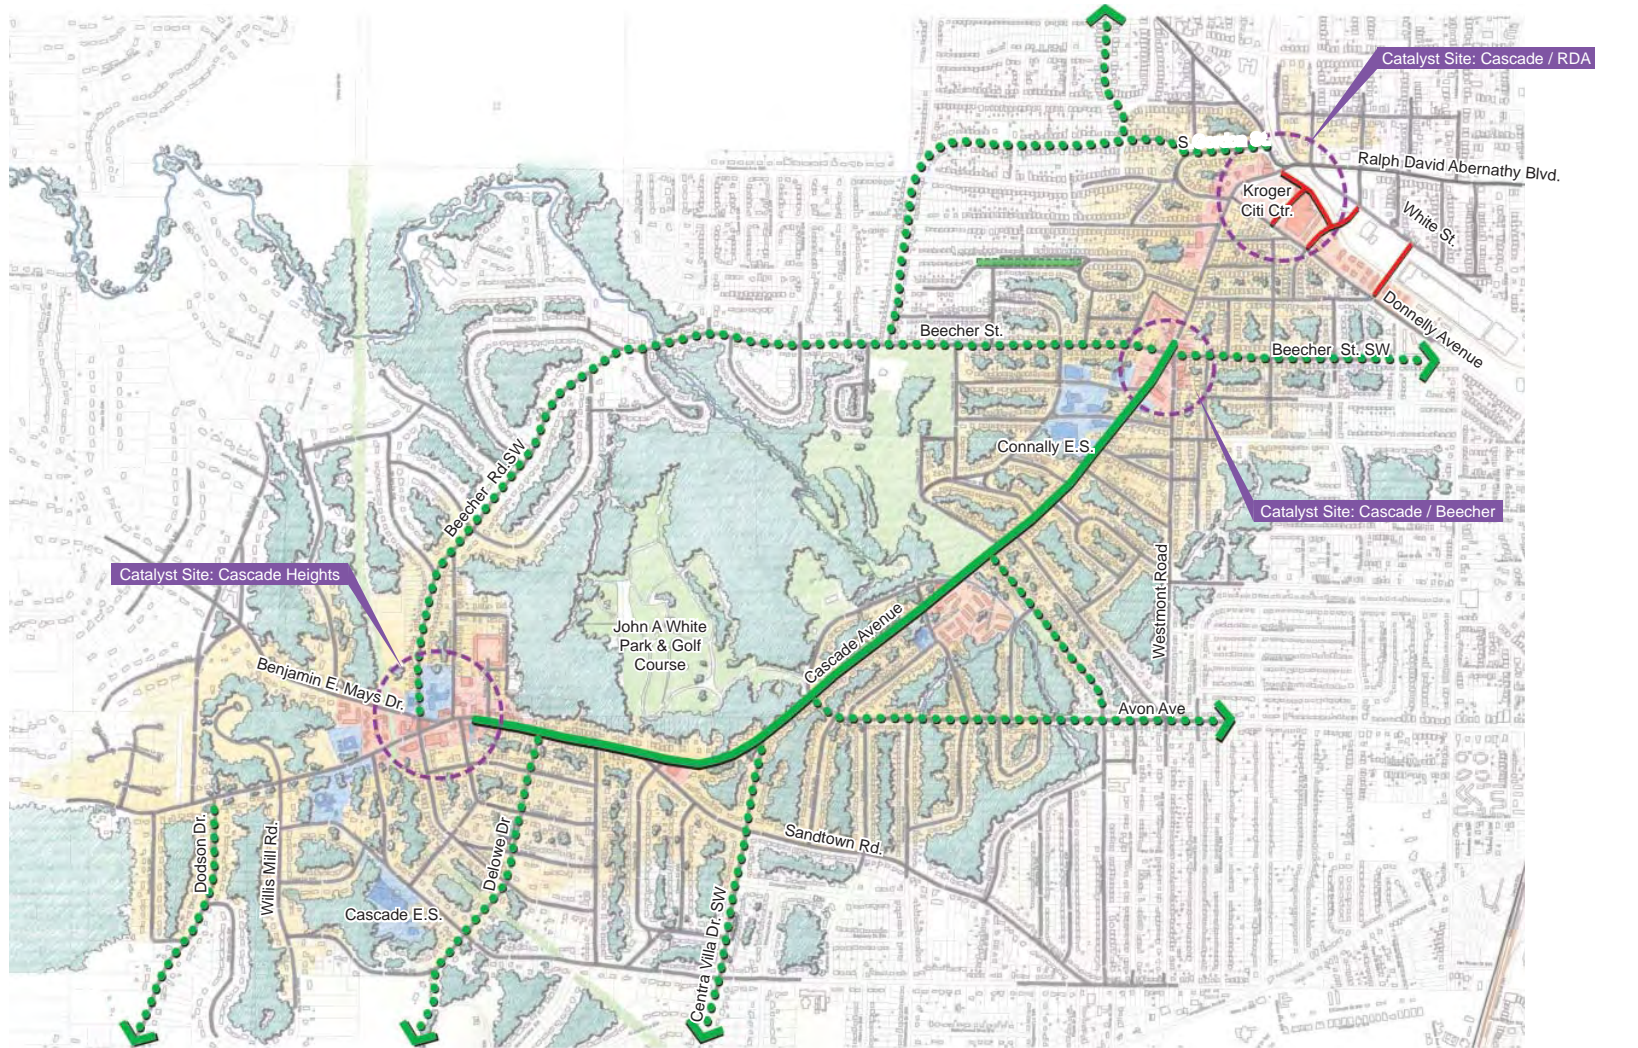 Catalyst Site: Cascade / RDA
S
Ralph David Abernathy Blvd.
Kroger
Citi Ctr.
White St.
Donnelly Avenue
Beecher St.
Beecher St. SW
Connally E.S.
Beecher Rd.SW
Catalyst Site: Cascade / Beecher
Catalyst Site: Cascade Heights
Westmont Road
John A White
Park & Golf
Course
Cascade Avenue
Benjamin E. Mays Dr.
Avon Ave
Sandtown Rd.
Dodson Dr.
Willis Mill Rd.
Delowe Dr
Cascade E.S.
Centra Villa Dr. SW